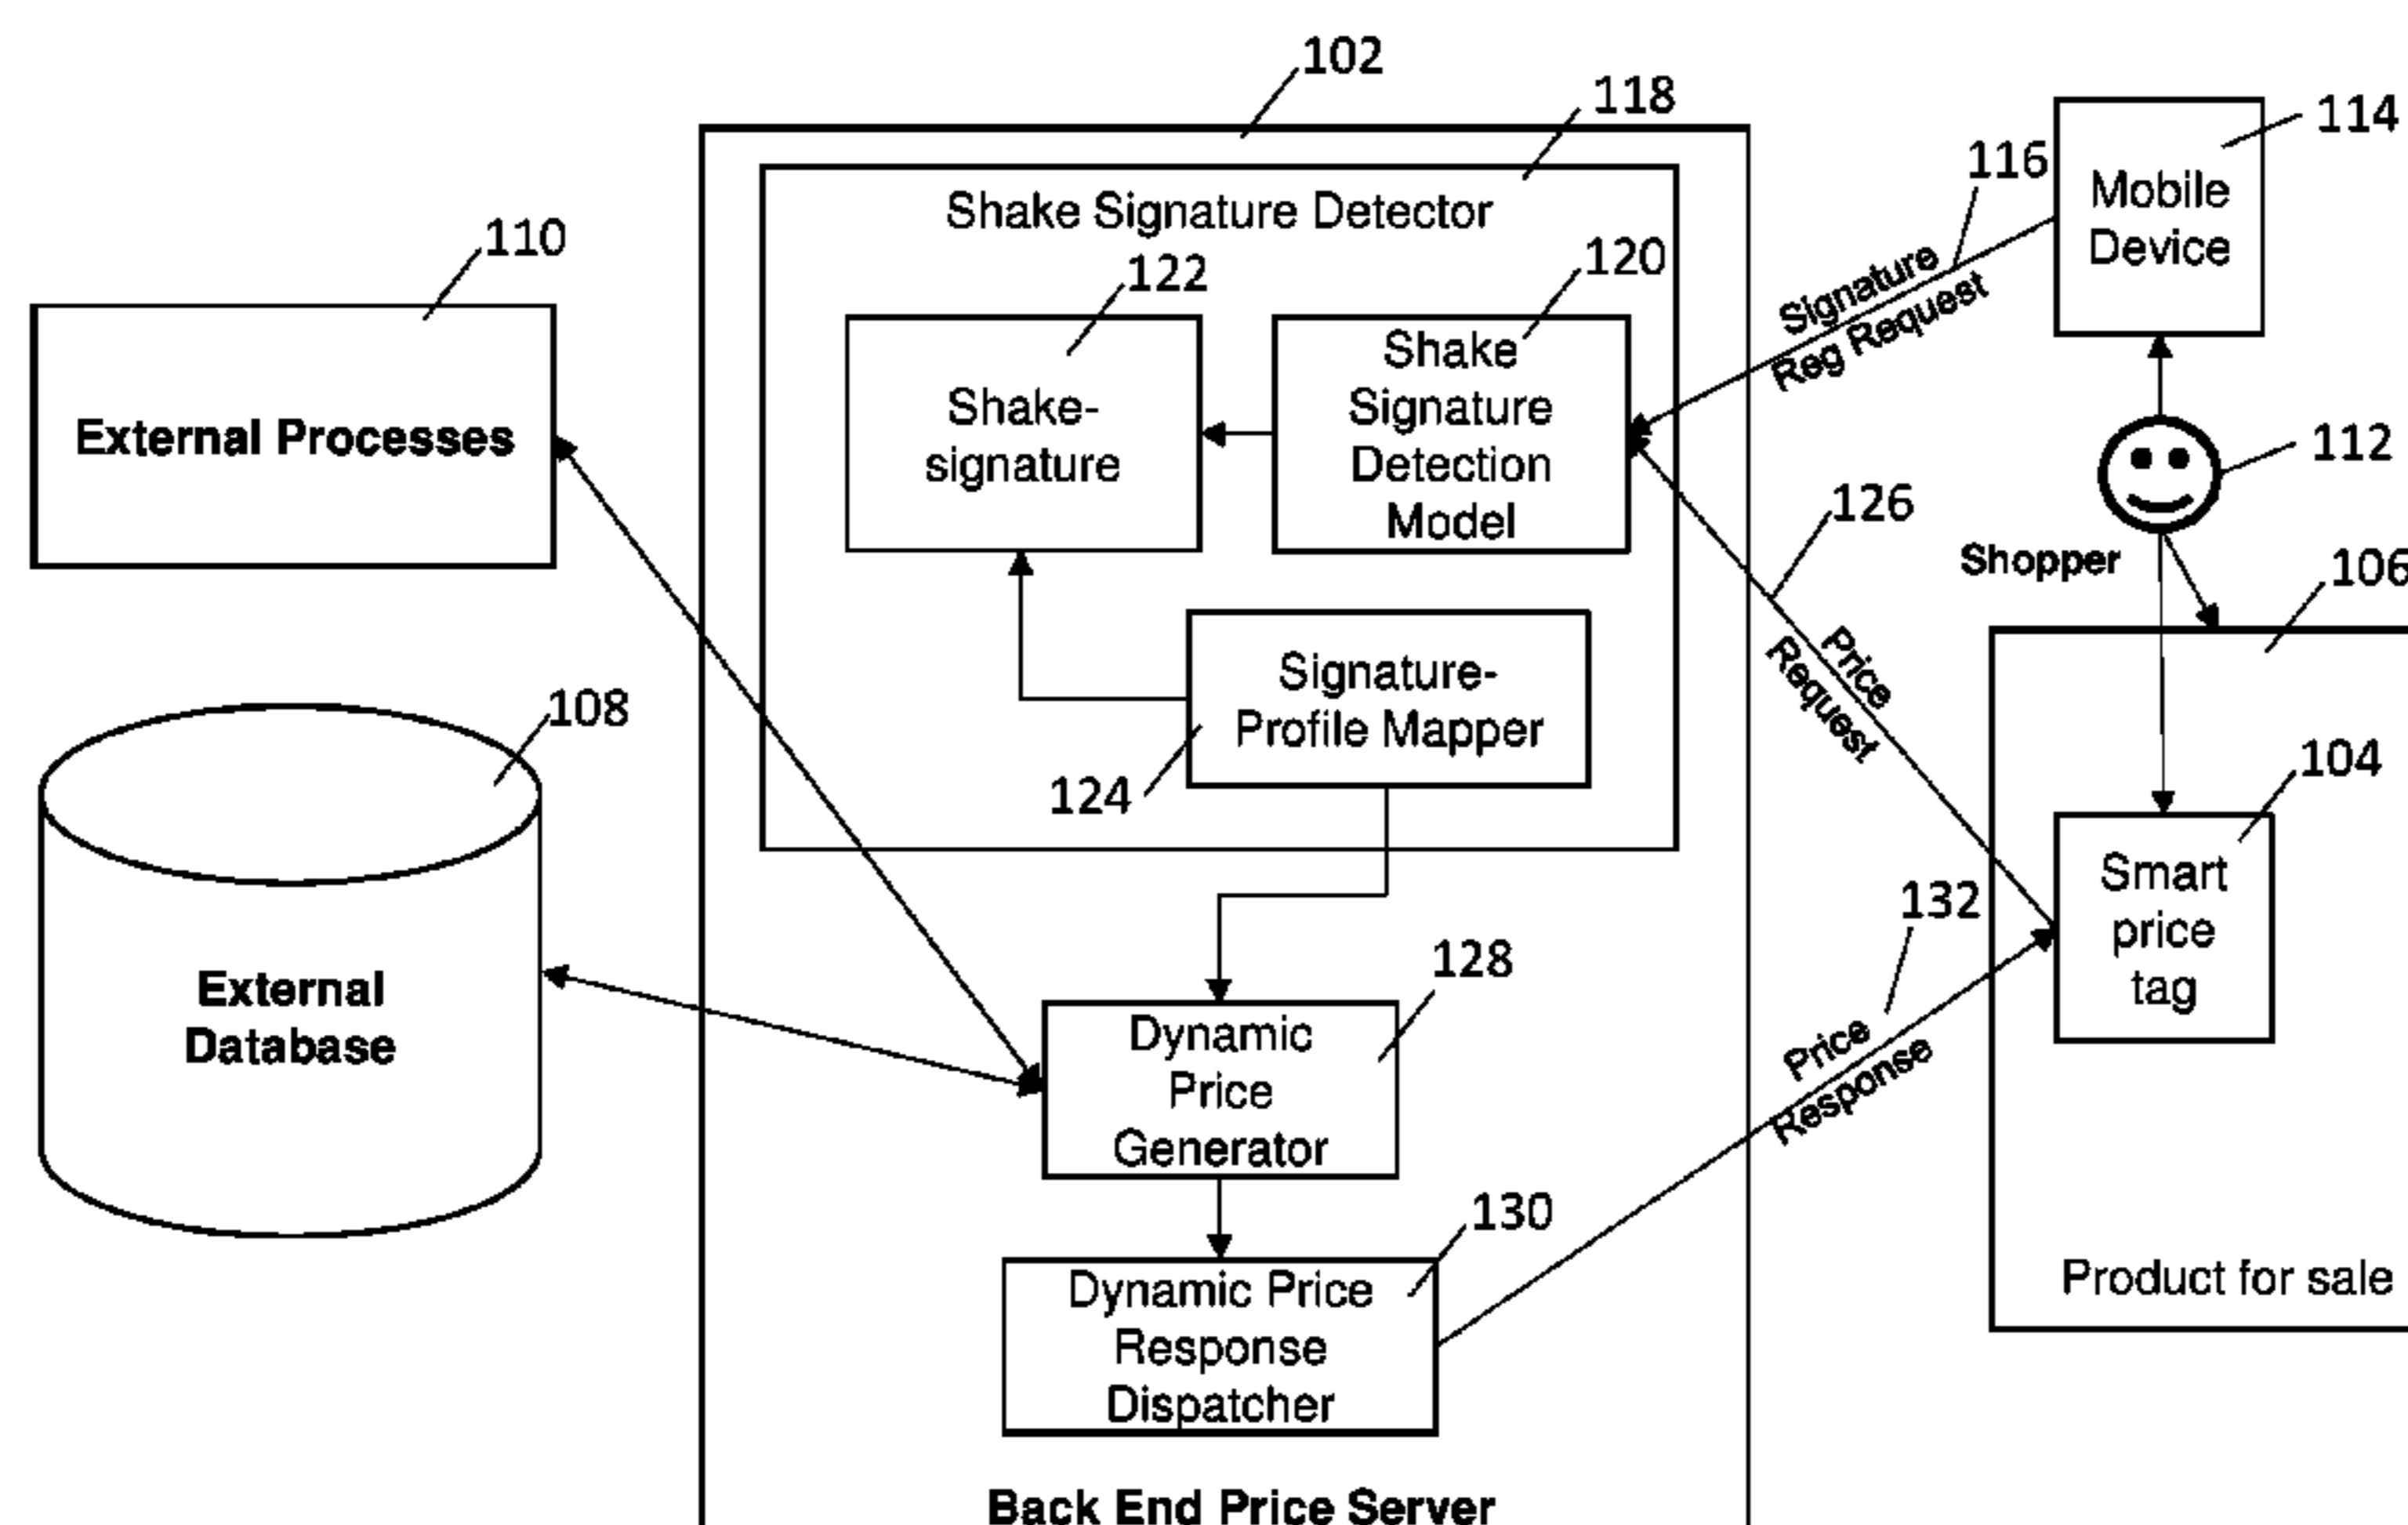 102
118
114
116
Mobile
Device
Shake Signature Detector
110
122
120
Signature
Reg Request
External Processes
Shake-
signature
Shake
Signature
Detection
Model
112
126
Shopper
106
Price
Request
108
Signature-
Profile Mapper
124
104
Smart
price
tag
132
External
Database
128
Dynamic
Price
Generator
Price
Response
130
Dynamic Price
Response
Dispatcher
Product for sale
Back End Price Server